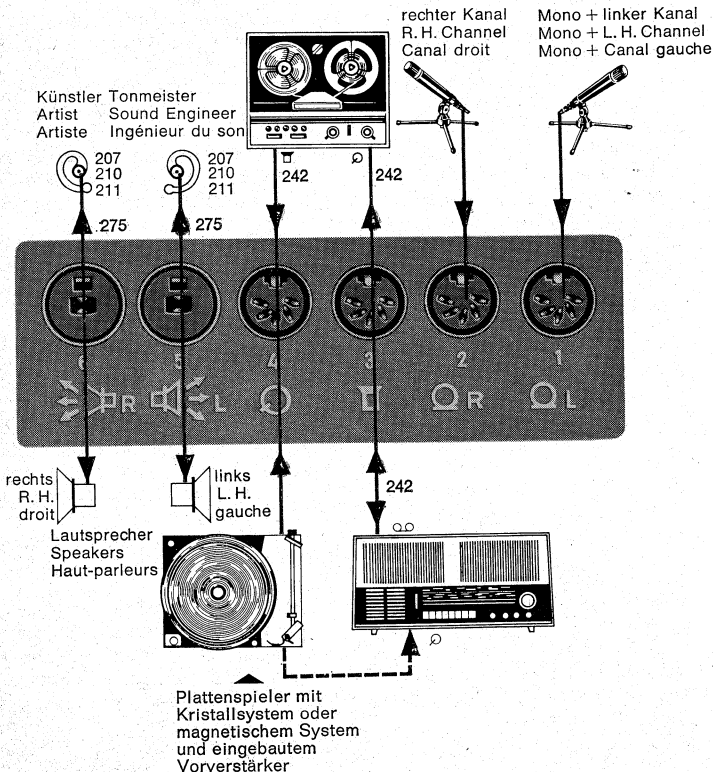 rechter Kanal
R. H. Channel
Canal droit
Mono + linker Kanal
Mono + L. H. Channel
Mono + Canal gauche
Künstler
Artist
Artiste
Tonmeister
Sound Engineer
Ingénieur du son
207
210
211
207
210
211
275
275
242
242
6
5
4
3
2
1
R
L
R
L
rechts
R. H.
droit
links
L. H.
gauche
242
Lautsprecher
Speakers
Haut-parleurs
Plattenspieler mit
Kristallsystem oder
magnetischem System
und eingebautem
Vorverstärker